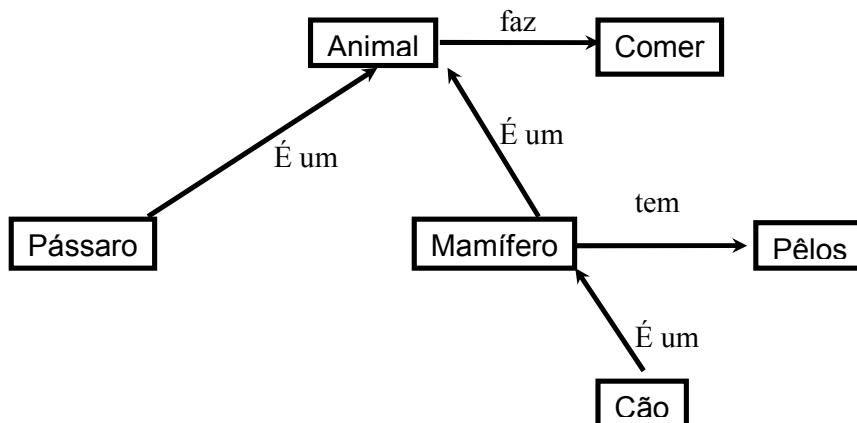 faz
Animal
Comer
É um
É um
tem
Pássaro
Mamífero
Pêlos
É um
Cão